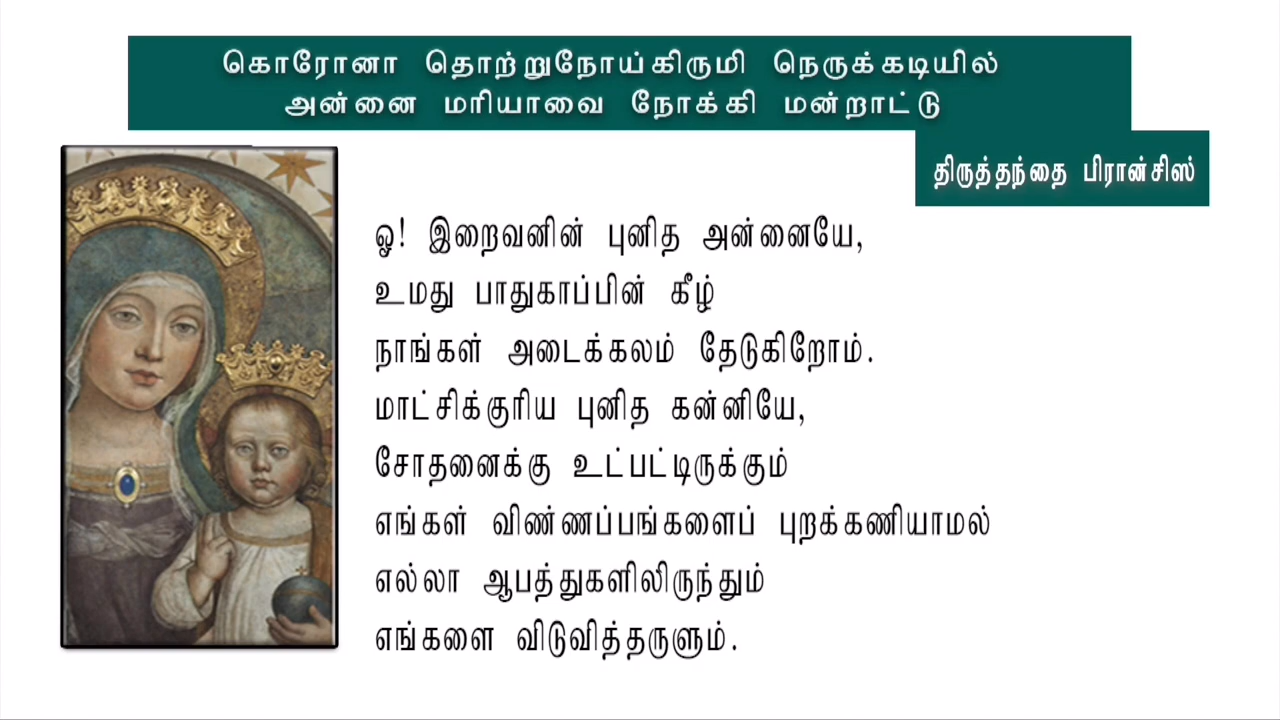 கொரோனா தொற்றுநோய்கிருமி நெருக்கடியில்
அன்னை மரியாவை நோக்கி மன்றாட்டு
திருத்தந்தை பிரான்சிஸ்
ஓ! இறைவனின் புனித அன்னையே,
உமது பாதுகாப்பின் கீழ்
நாங்கள் அடைக்கலம் தேடுகிறோம்.
மாட்சிக்குரிய புனித கன்னியே,
சோதனைக்கு உட்பட்டிருக்கும்
எங்கள் விண்ணப்பங்களைப் புறக்கணியாமல்
எல்லா ஆபத்துகளிலிருந்தும்
எங்களை விடுவித்தருளும்.